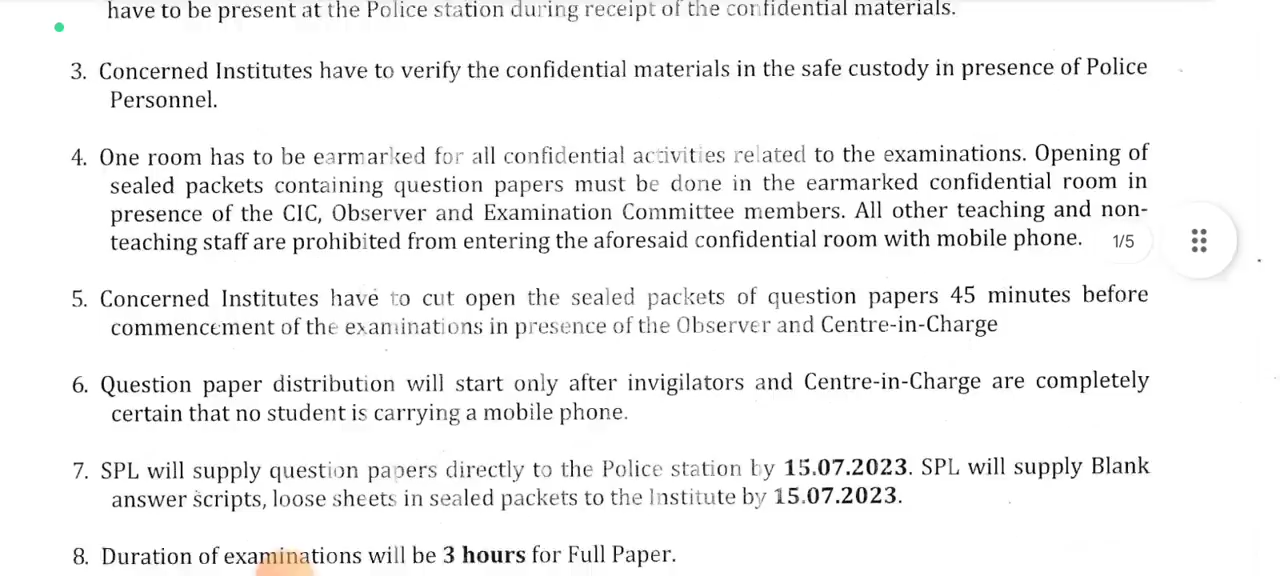 have to be present at the Police station during receipt of the confidential materials.
3. Concerned Institutes have to verify the confidential materials in the safe custody in presence of Police
Personnel.
4. One room has to be earmarked for all confidential activities related to the examinations. Opening of
sealed packets containing question papers must be done in the earmarked confidential room in
presence of the CIC, Observer and Examination Committee members. All other teaching and non-
teaching staff are prohibited from entering the aforesaid confidential room with mobile phone.
1/5
5. Concerned Institutes have to cut open the sealed packets of question papers 45 minutes before
commencement of the examinations in presence of the Observer and Centre-in-Charge
6. Question paper distribution will start only after invigilators and Centre-in-Charge are completely
certain that no student is carrying a mobile phone.
7. SPL will supply question papers directly to the Police station by 15.07.2023. SPL will supply Blank
answer scripts, loose sheets in sealed packets to the Institute by 15.07.2023.
8. Duration of examinations will be 3 hours for Full Paper.